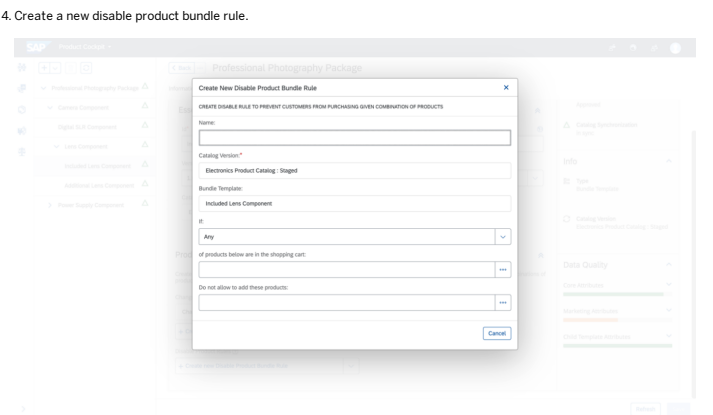 4. Create a new disable product bundle rule.
SAP Product Cockpit
< Back Professional Photography Package
Professional Photography Package
Camera Component
Digital SLR Component
Lens Component
Included Lens Component
Additional Lens Component
Power Supply Component
Create New Disable Product Bundle Rule
CREATE DISABLE RULE TO PREVENT CUSTOMERS FROM PURCHASING GIVEN COMBINATION OF PRODUCTS
Name:
Catalog Version:*
Electronics Product Catalog : Staged
Bundle Template:
Included Lens Component
If:
Any
of products below are in the shopping cart:
Do not allow to add these products:
Cancel
+ Create new Disable Product Bundle Rule
Catalog Synchronization
Info
Type
Bundle Template
Catalog Version
Electronics Product Catalog : Staged
Data Quality
Core Attributes
Marketing Attributes
Class Template Attributes
Refresh